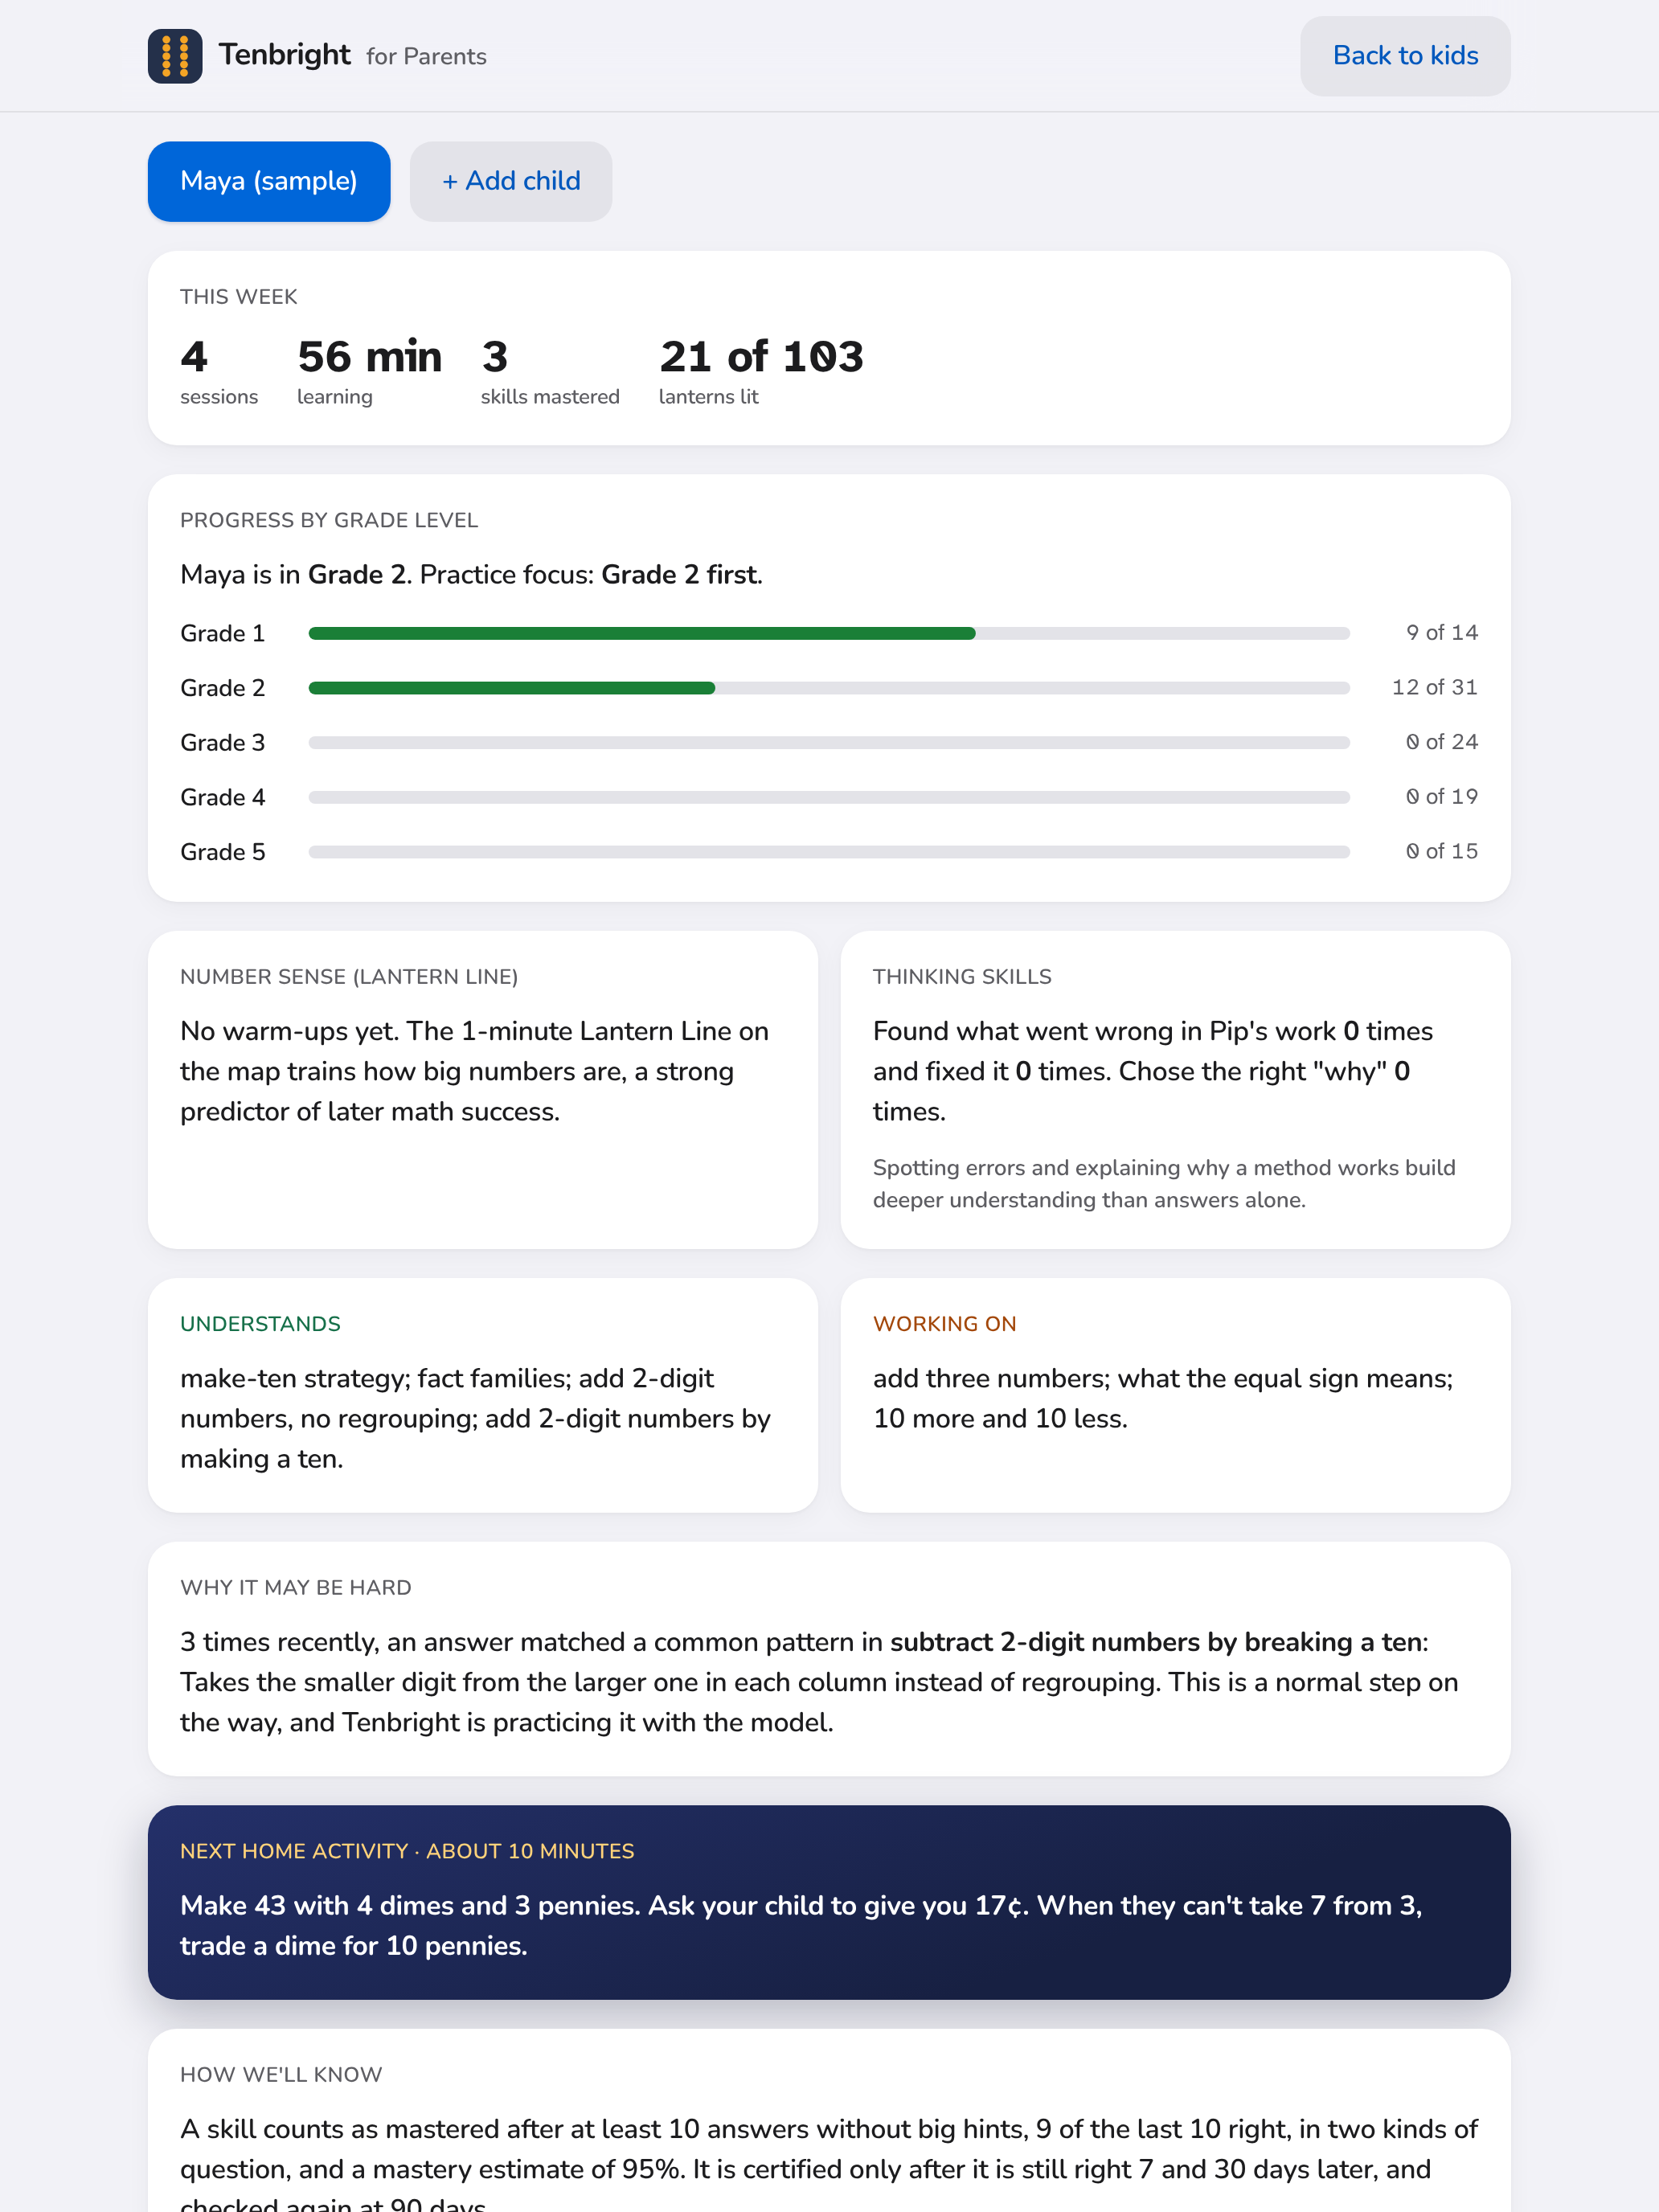 Tenbright for Parents
Back to kids
Maya (sample)
+ Add child
THIS WEEK
4
sessions
56 min
learning
3
skills mastered
21 of 103
lanterns lit
PROGRESS BY GRADE LEVEL
Maya is in Grade 2. Practice focus: Grade 2 first.
Grade 1 9 of 14
Grade 2 12 of 31
Grade 3 0 of 24
Grade 4 0 of 19
Grade 5 0 of 15
NUMBER SENSE (LANTERN LINE)
No warm-ups yet. The 1-minute Lantern Line on
the map trains how big numbers are, a strong
predictor of later math success.
THINKING SKILLS
Found what went wrong in Pip's work 0 times
and fixed it 0 times. Chose the right "why" 0
times.
Spotting errors and explaining why a method works build
deeper understanding than answers alone.
UNDERSTANDS
make-ten strategy; fact families; add 2-digit
numbers, no regrouping; add 2-digit numbers by
making a ten.
WORKING ON
add three numbers; what the equal sign means;
10 more and 10 less.
WHY IT MAY BE HARD
3 times recently, an answer matched a common pattern in subtract 2-digit numbers by breaking a ten:
Takes the smaller digit from the larger one in each column instead of regrouping. This is a normal step on
the way, and Tenbright is practicing it with the model.
NEXT HOME ACTIVITY · ABOUT 10 MINUTES
Make 43 with 4 dimes and 3 pennies. Ask your child to give you 17¢. When they can't take 7 from 3,
trade a dime for 10 pennies.
HOW WE'LL KNOW
A skill counts as mastered after at least 10 answers without big hints, 9 of the last 10 right, in two kinds of
question, and a mastery estimate of 95%. It is certified only after it is still right 7 and 30 days later, and
checked again at 90 days.